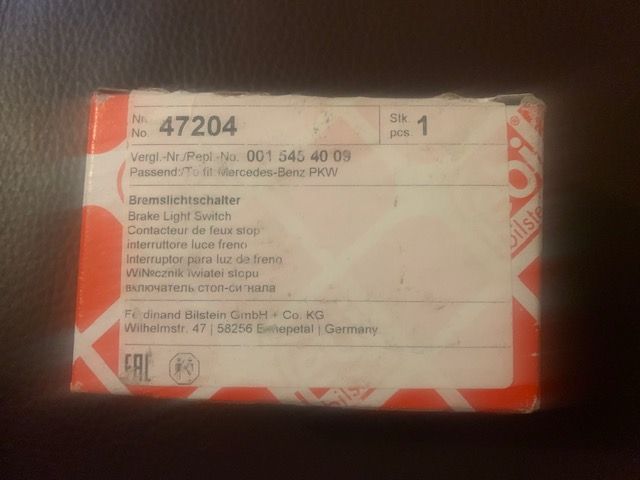 Nr.
No. 47204
Stk.
pcs. 1
Vergl.-Nr./Repl.-No. 001 545 40 09
Passend:/To fit: Mercedes-Benz PKW
Bremslichtschalter
Brake Light Switch
Contacteur de feux stop
interruttore luce freno
Interruptor para luz de freno
включатель стоп-сигнала
Ferdinand Bilstein GmbH + Co. KG
Wilhelmstr. 47 | 58256 Ennepetal | Germany
EAC
bilstein